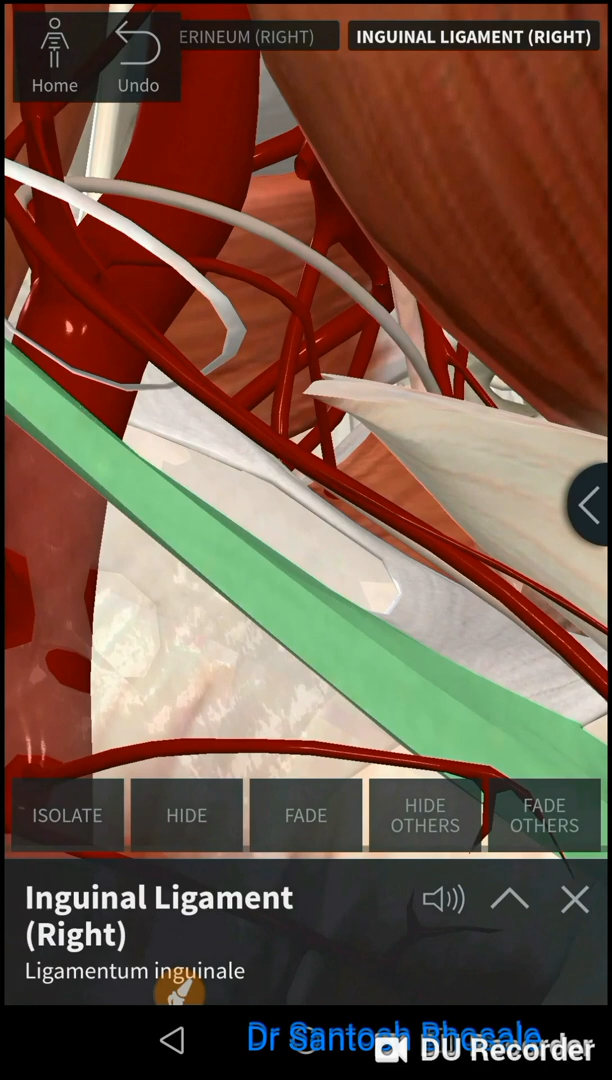 ERINEUM (RIGHT)
INGUINAL LIGAMENT (RIGHT)
Home
Undo
ISOLATE
HIDE
FADE
HIDE
OTHERS
FADE
OTHERS
Inguinal Ligament
(Right)
Ligamentum inguinale
Dr Santosh Bhosale
DU Recorder